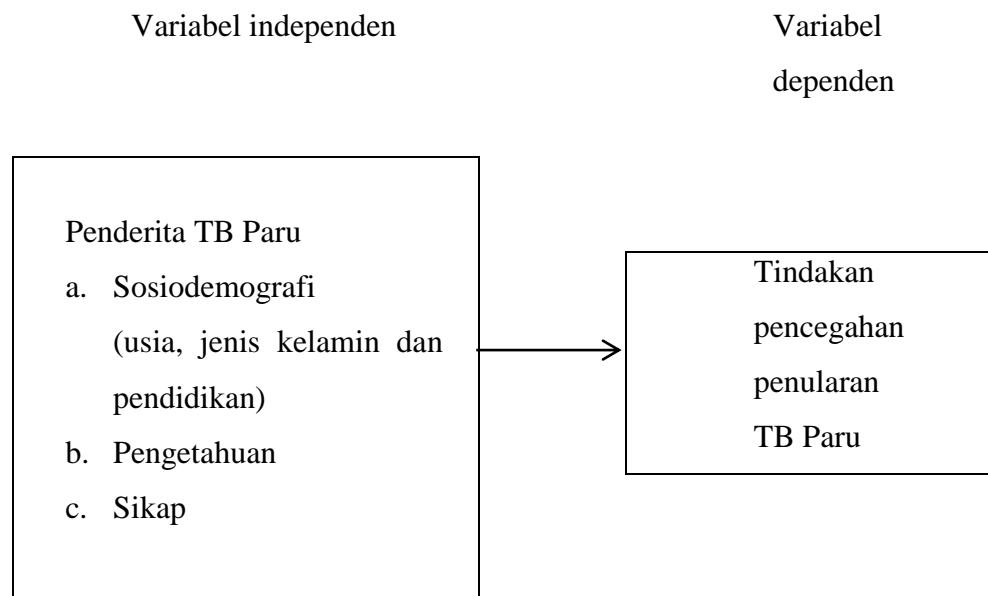 Variabel independen
Variabel
dependen
Penderita TB Paru
a. Sosiodemografi
(usia, jenis kelamin dan
pendidikan)
b. Pengetahuan
c. Sikap
Tindakan
pencegahan
penularan
TB Paru